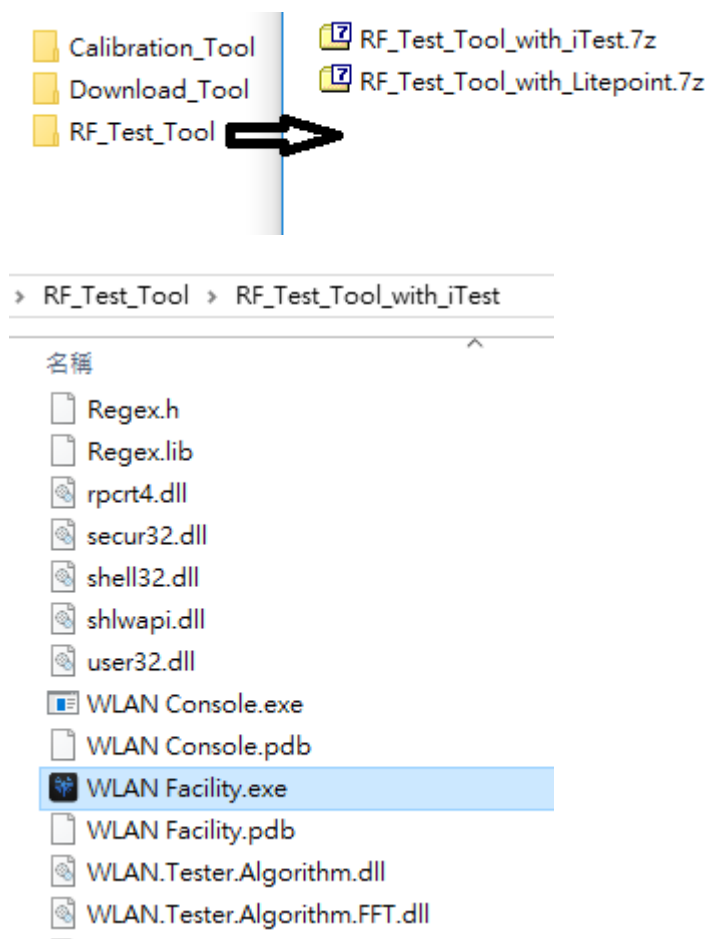 Calibration_Tool
Download_Tool
RF_Test_Tool
RF_Test_Tool_with_iTest.7z
RF_Test_Tool_with_Litepoint.7z
> RF_Test_Tool > RF_Test_Tool_with_iTest
名稱
Regex.h
Regex.lib
rpcrt4.dll
secur32.dll
shell32.dll
shlwapi.dll
user32.dll
WLAN Console.exe
WLAN Console.pdb
WLAN Facility.exe
WLAN Facility.pdb
WLAN.Tester.Algorithm.dll
WLAN.Tester.Algorithm.FFT.dll